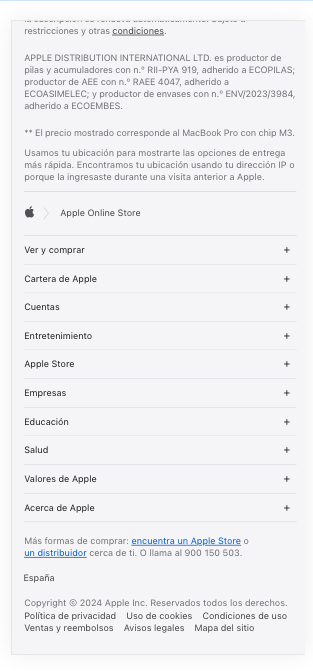 la suscripción se renueva automáticamente. Sujeto a
restricciones y otras condiciones.
APPLE DISTRIBUTION INTERNATIONAL LTD. es productor de
pilas y acumuladores con n.° RII-PYA 919, adherido a ECOPILAS;
productor de AEE con n.° RAEE 4047, adherido a
ECOASIMELEC; y productor de envases con n.° ENV/2023/3984,
adherido a ECOEMBES.
** El precio mostrado corresponde al MacBook Pro con chip M3.
Usamos tu ubicación para mostrarte las opciones de entrega
más rápida. Encontramos tu ubicación usando tu dirección IP o
porque la ingresaste durante una visita anterior a Apple.
Apple Online Store
Ver y comprar +
Cartera de Apple +
Cuentas +
Entretenimiento +
Apple Store +
Empresas +
Educación +
Salud +
Valores de Apple +
Acerca de Apple +
Más formas de comprar: encuentra un Apple Store o
un distribuidor cerca de ti. O llama al 900 150 503.
España
Copyright © 2024 Apple Inc. Reservados todos los derechos.
Política de privacidad Uso de cookies Condiciones de uso
Ventas y reembolsos Avisos legales Mapa del sitio